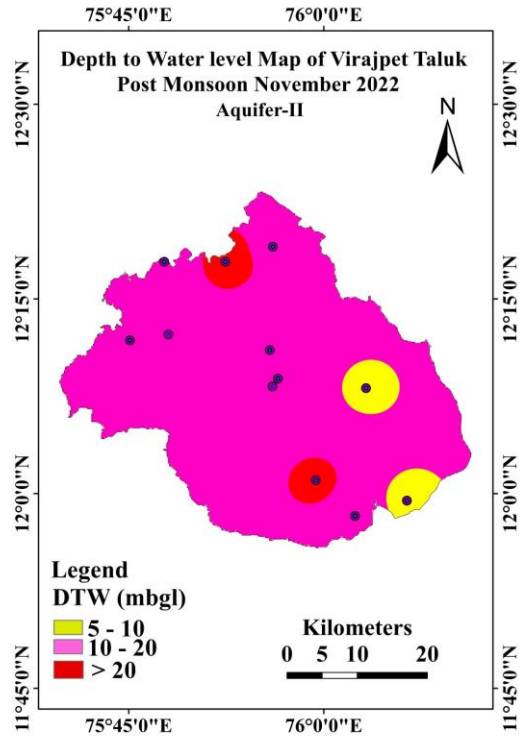 75°45'0"E 76°0'0"E
Depth to Water level Map of Virajpet Taluk
Post Monsoon November 2022
Aquifer-II
N
12°30'0"N 12°30'0"N
12°15'0"N 12°15'0"N
12°0'0"N 12°0'0"N
Legend
DTW (mbgl)
5 - 10
10 - 20
> 20
Kilometers
0 5 10 20
11°45'0"N 11°45'0"N
75°45'0"E 76°0'0"E